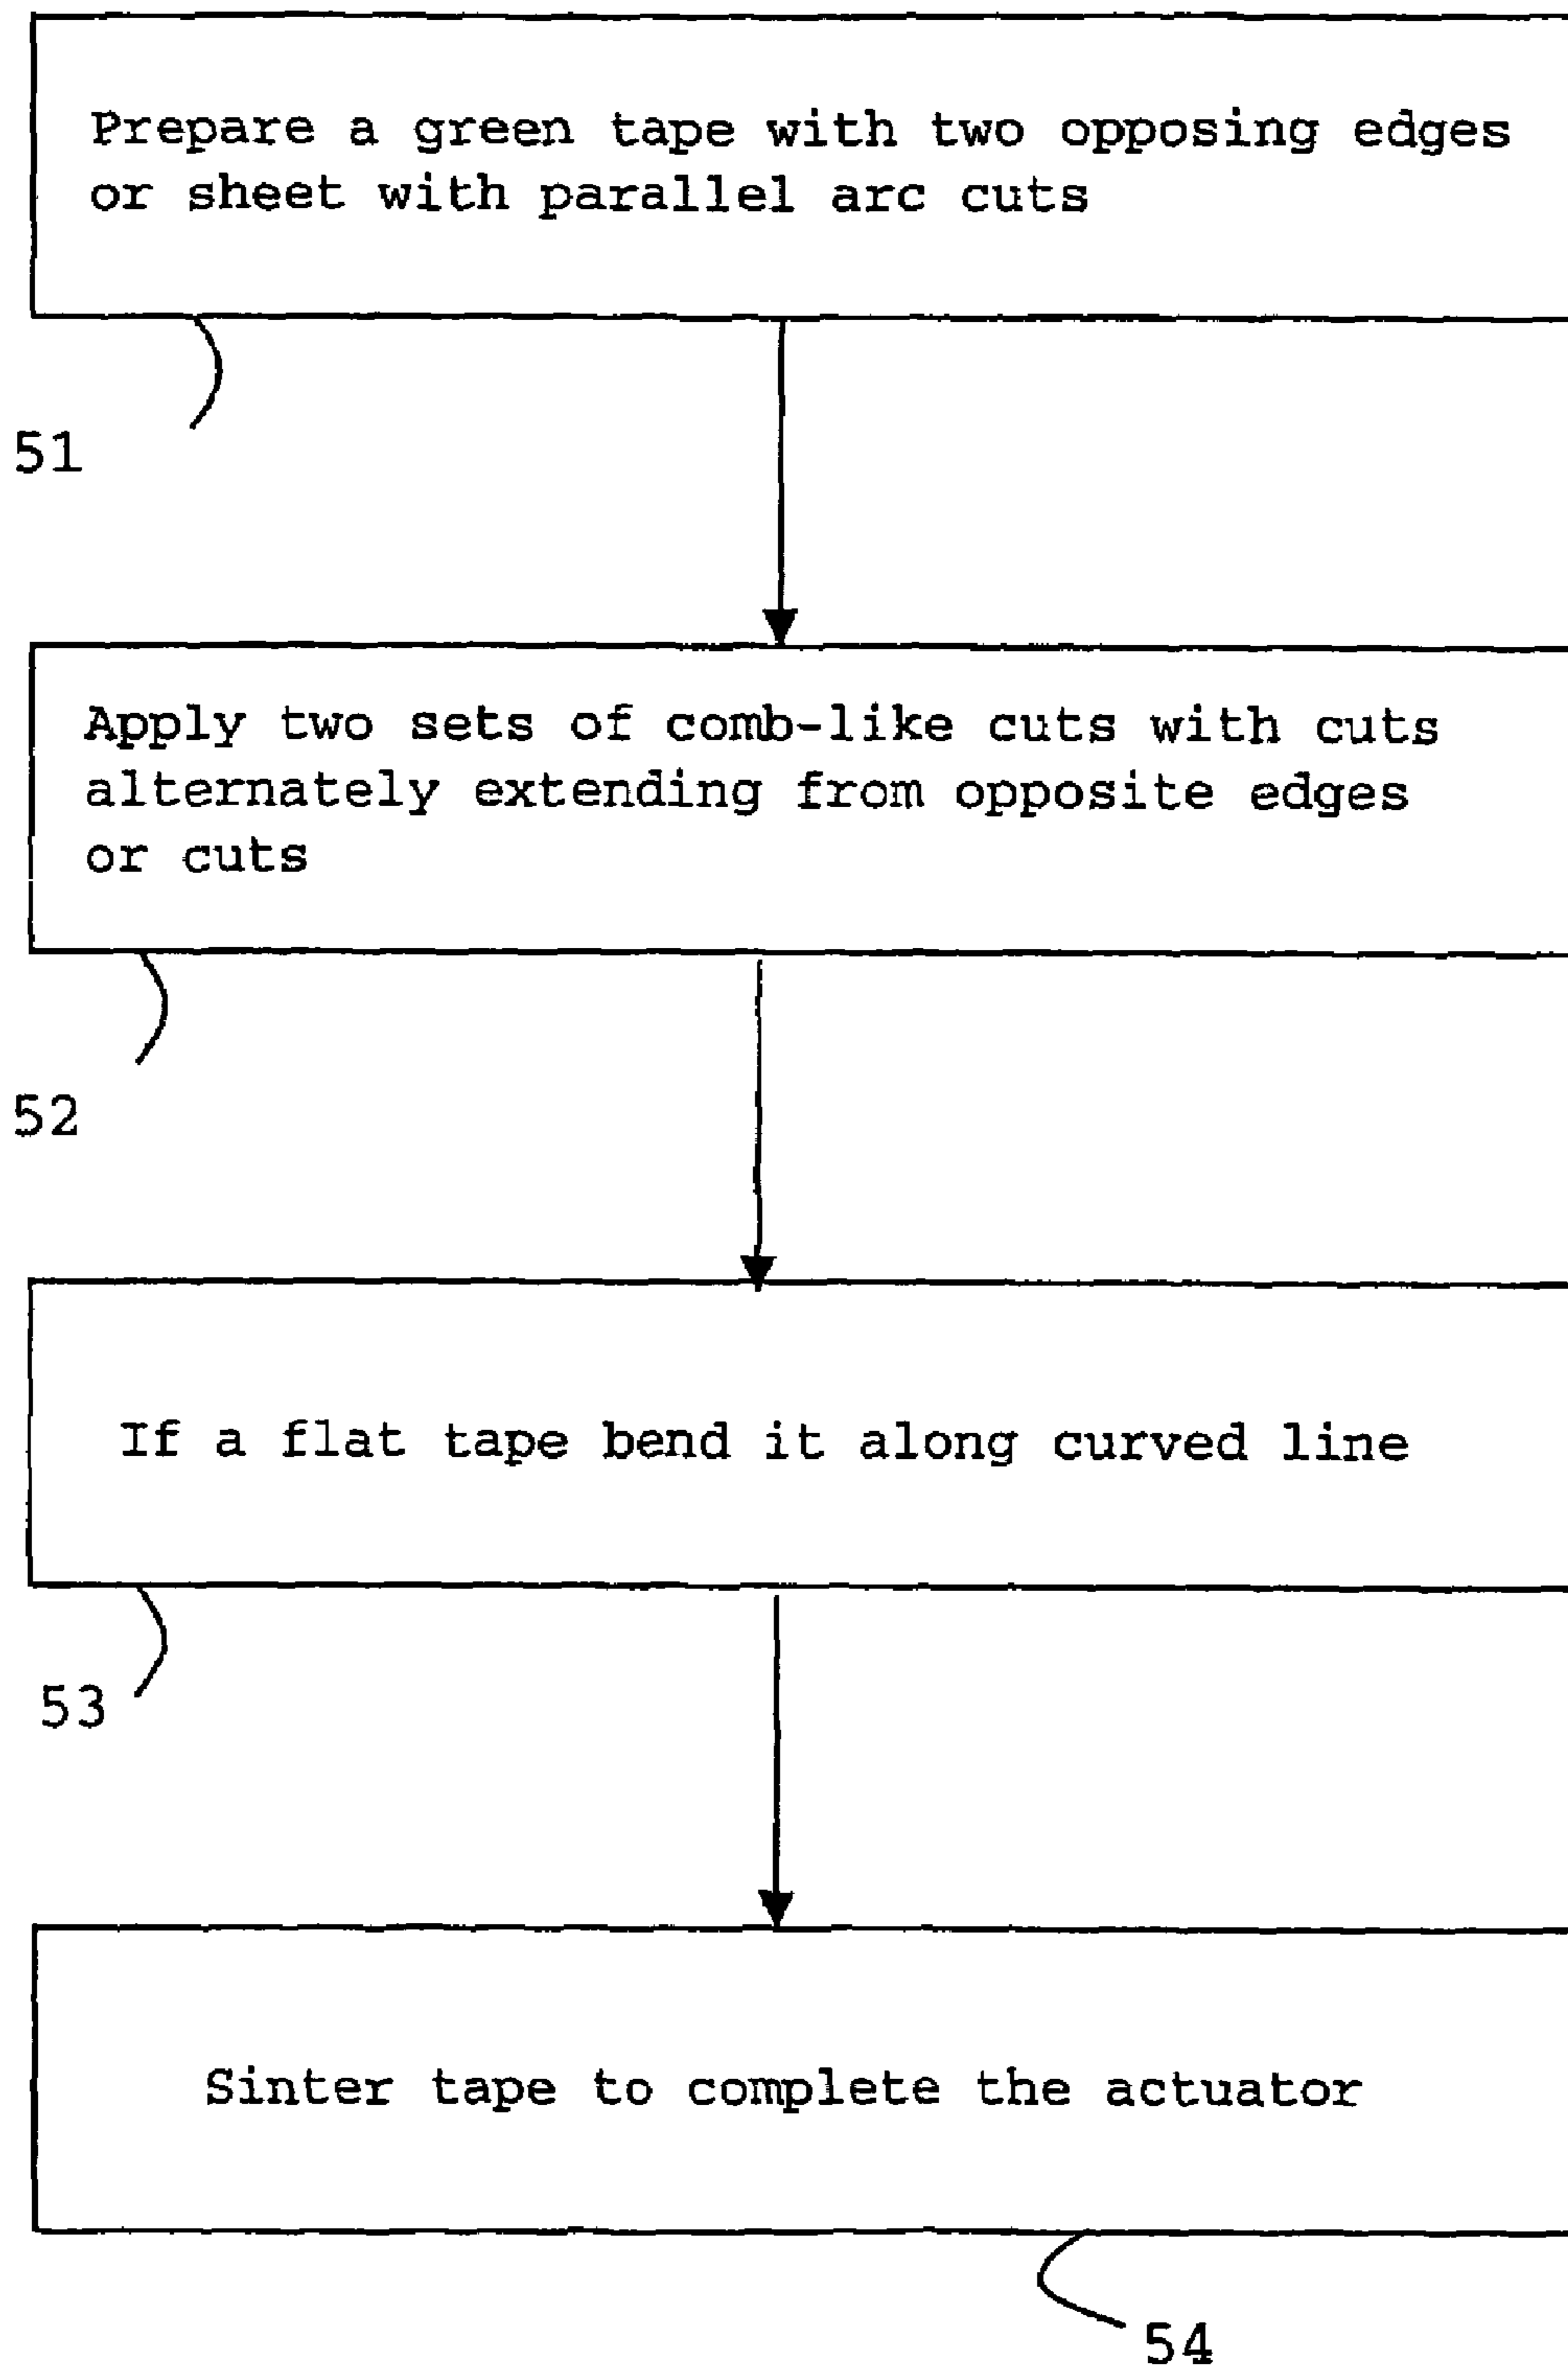 Prepare a green tape with two opposing edges
or sheet with parallel arc cuts
51
Apply two sets of comb-like cuts with cuts
alternately extending from opposite edges
or cuts
52
If a flat tape bend it along curved line
53
Sinter tape to complete the actuator
54